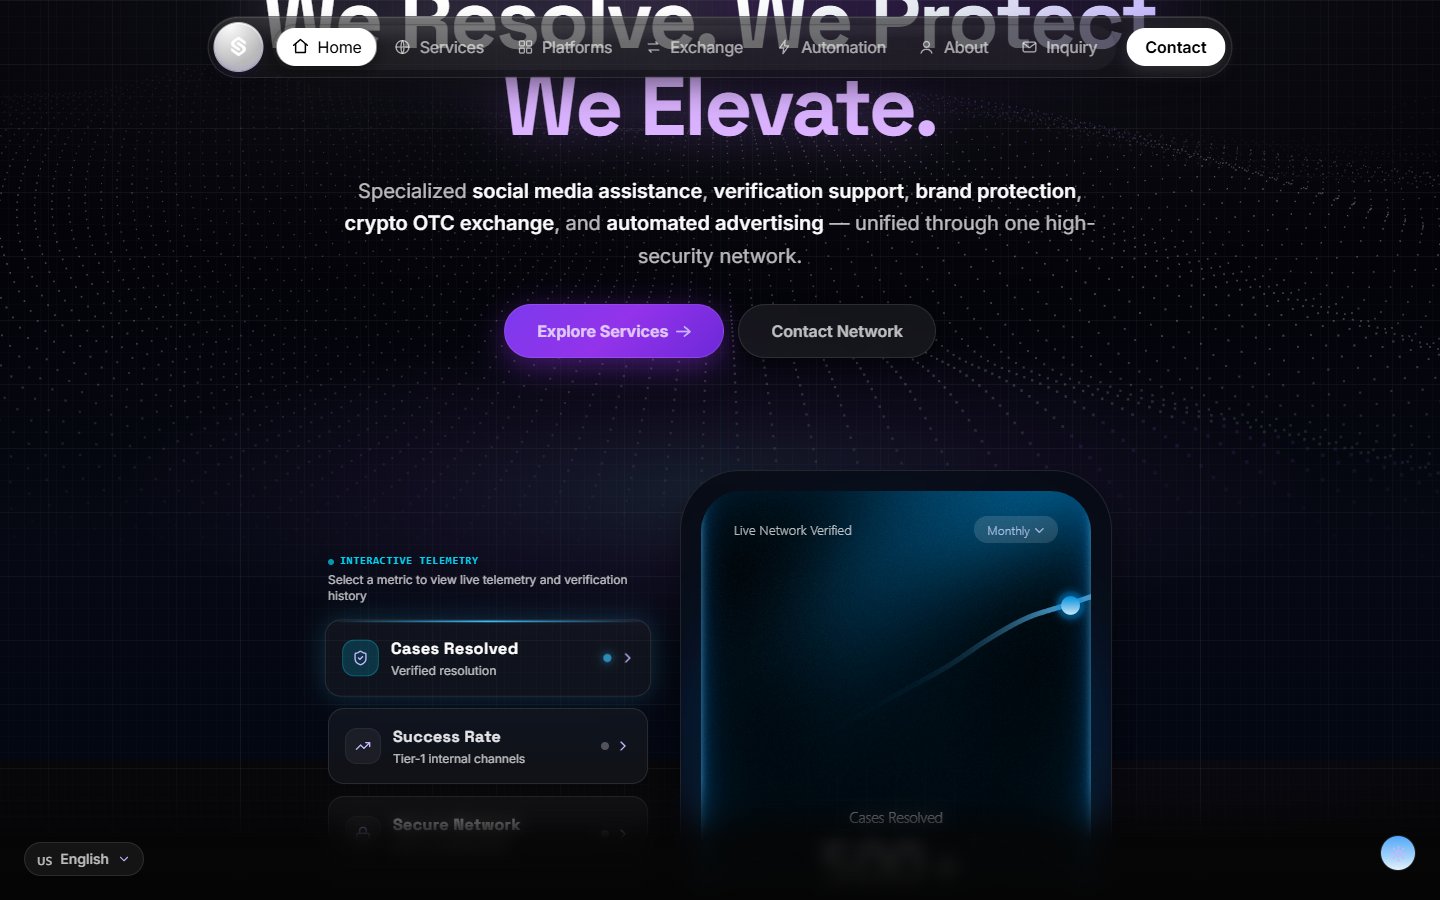 We Resolve. We Protect.
Home
Services
Platforms
Exchange
Automation
About
Inquiry
Contact
We Elevate.
Specialized social media assistance, verification support, brand protection,
crypto OTC exchange, and automated advertising — unified through one high-
security network.
Explore Services →
Contact Network
Live Network Verified
Monthly
INTERACTIVE TELEMETRY
Select a metric to view live telemetry and verification
history
Cases Resolved
Verified resolution
Success Rate
Tier-1 internal channels
Secure Network
Cases Resolved
US English